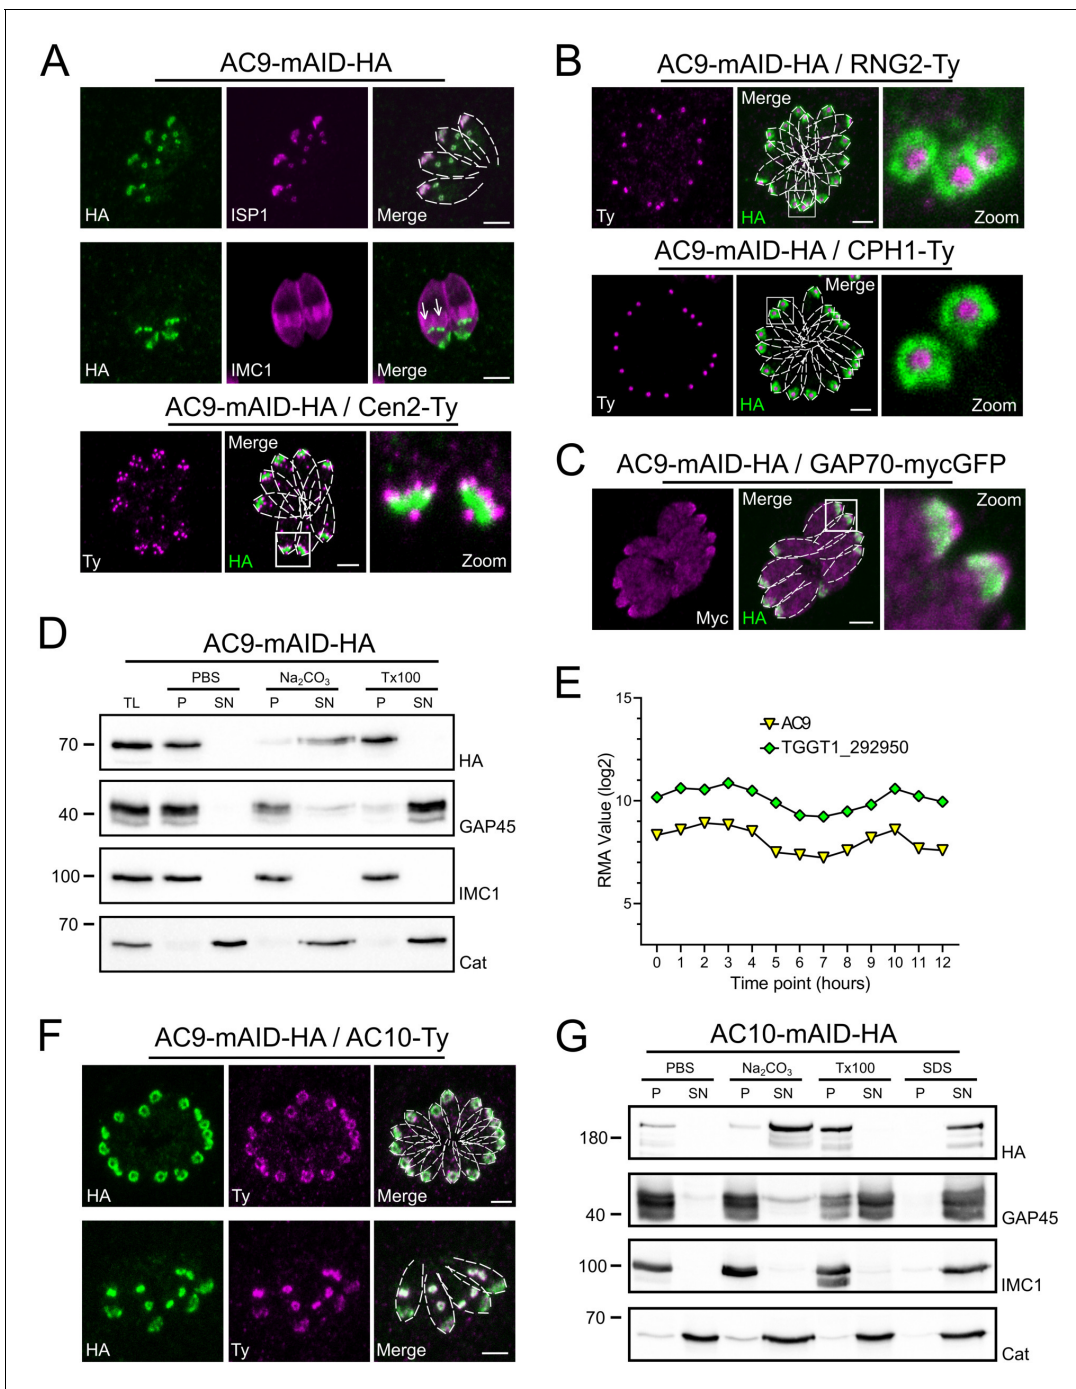 A
AC9-mAID-HA
HA
ISP1
Merge
HA
IMC1
Merge
AC9-mAID-HA / Cen2-Ty
Ty
Merge
HA
Zoom
B
AC9-mAID-HA / RNG2-Ty
Ty
Merge
HA
Zoom
AC9-mAID-HA / CPH1-Ty
Ty
Merge
HA
Zoom
C
AC9-mAID-HA / GAP70-mycGFP
Myc
Merge
HA
Zoom
D
AC9-mAID-HA
PBS Na₂CO₃ Tx100
TL P SN P SN P SN
70
HA
40
GAP45
100
IMC1
70
Cat
E
15
10
5
RMA Value (log2)
AC9
TGGT1_292950
0 1 2 3 4 5 6 7 8 9 10 11 12
Time point (hours)
F
AC9-mAID-HA / AC10-Ty
HA
Ty
Merge
HA
Ty
Merge
G
AC10-mAID-HA
PBS Na₂CO₃ Tx100 SDS
P SN P SN P SN P SN
180
HA
40
GAP45
100
IMC1
70
Cat